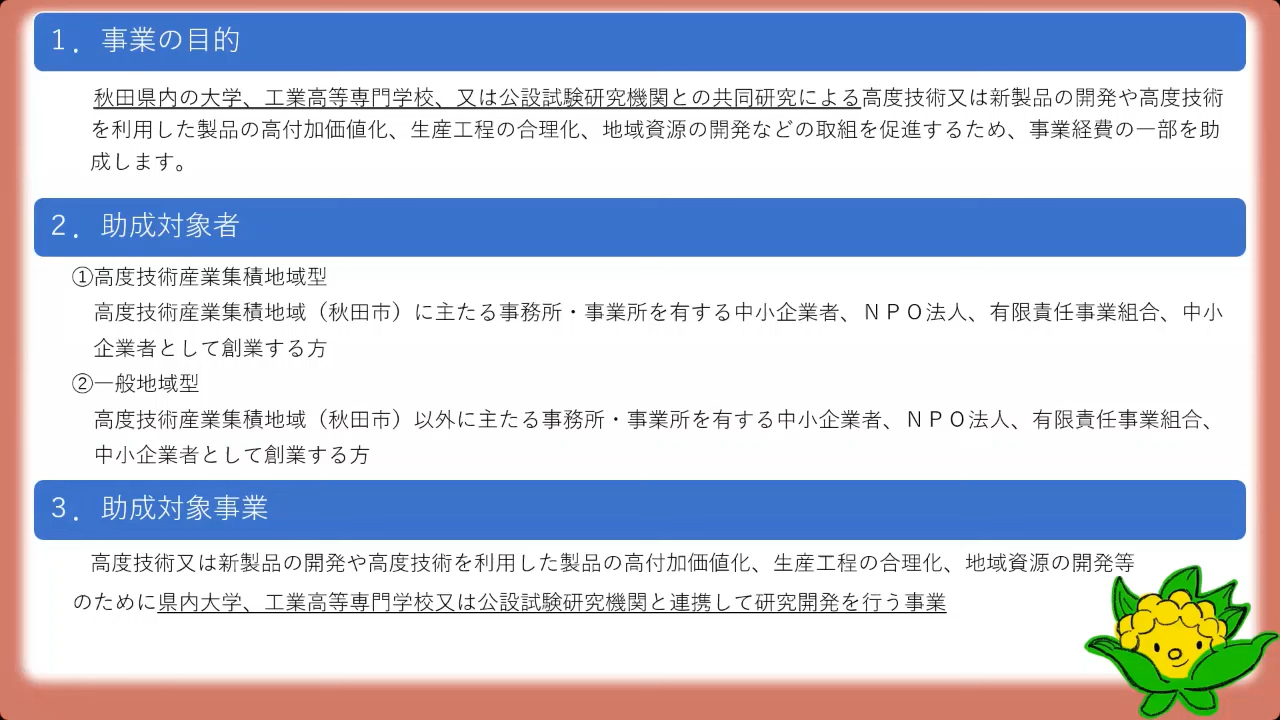 １．事業の目的
秋田県内の大学、工業高等専門学校、又は公設試験研究機関との共同研究による高度技術又は新製品の開発や高度技術
を利用した製品の高付加価値化、生産工程の合理化、地域資源の開発などの取組を促進するため、事業経費の一部を助
成します。
２．助成対象者
①高度技術産業集積地域型
高度技術産業集積地域（秋田市）に主たる事務所・事業所を有する中小企業者、ＮＰＯ法人、有限責任事業組合、中小
企業者として創業する方
②一般地域型
高度技術産業集積地域（秋田市）以外に主たる事務所・事業所を有する中小企業者、ＮＰＯ法人、有限責任事業組合、
中小企業者として創業する方
３．助成対象事業
高度技術又は新製品の開発や高度技術を利用した製品の高付加価値化、生産工程の合理化、地域資源の開発等
のために県内大学、工業高等専門学校又は公設試験研究機関と連携して研究開発を行う事業